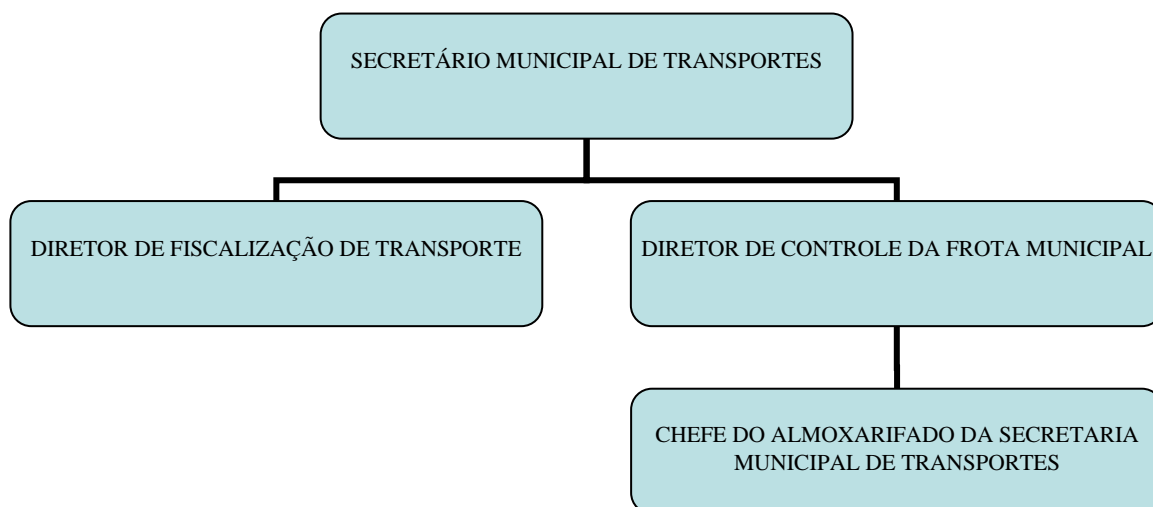 SECRETÁRIO MUNICIPAL DE TRANSPORTES
DIRETOR DE FISCALIZAÇÃO DE TRANSPORTE
DIRETOR DE CONTROLE DA FROTA MUNICIPAL
CHEFE DO ALMOXARIFADO DA SECRETARIA
MUNICIPAL DE TRANSPORTES